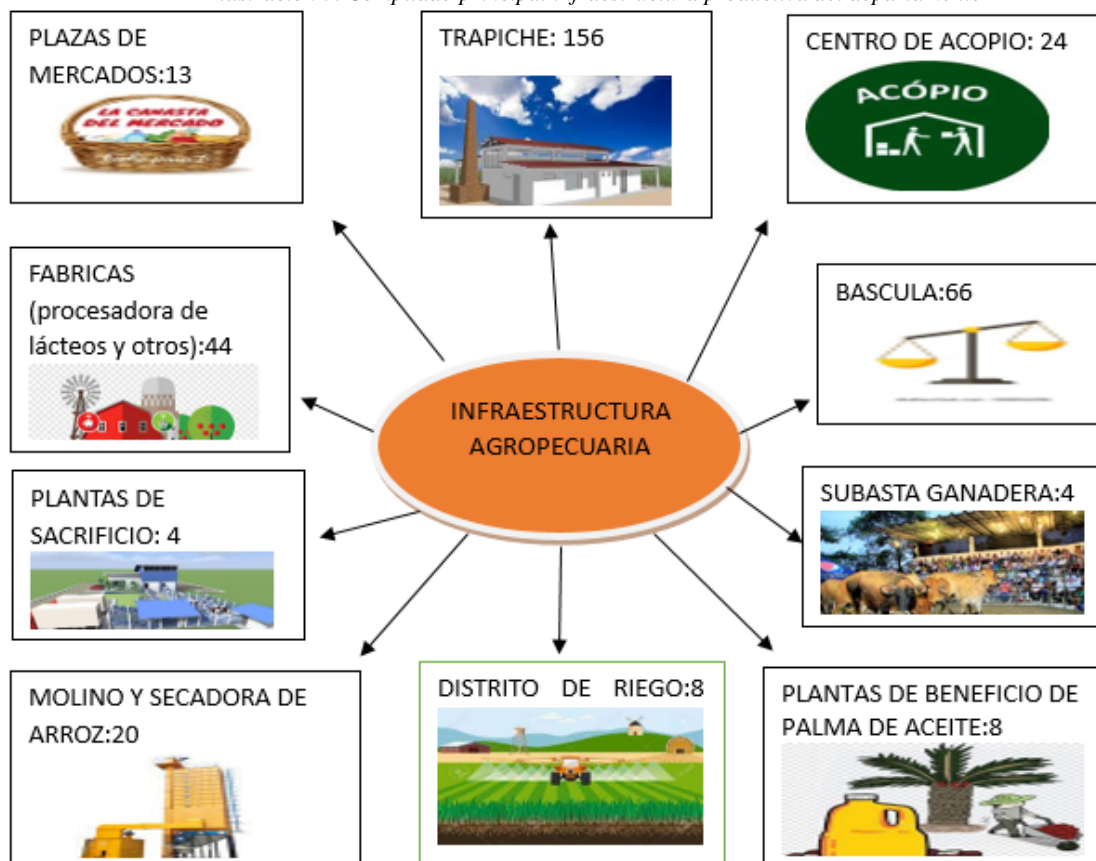 PLAZAS DE
MERCADOS:13
LA CANASTA
DEL MERCADO
TRAPICHE: 156
CENTRO DE ACOPIO: 24
ACÓPIO
FABRICAS
(procesadora de
lácteos y otros):44
BASCULA:66
INFRAESTRUCTURA
AGROPECUARIA
PLANTAS DE
SACRIFICIO: 4
SUBASTA GANADERA:4
MOLINO Y SECADORA DE
ARROZ:20
DISTRITO DE RIEGO:8
PLANTAS DE BENEFICIO DE
PALMA DE ACEITE:8